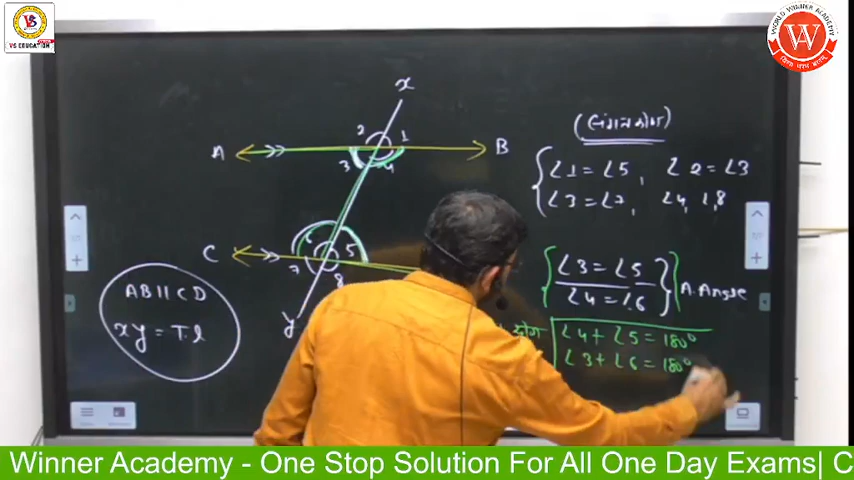 VS
VS EDUCATION
WORLD WINNER ACADEMY
W
x
2
1
A
B
3
4
6
5
C
7
8
y
AB || CD
xy = T.l
∠1 = ∠5, ∠2 = ∠3
∠3 = ∠7, ∠4, ∠,8
∠3 = ∠5
∠4 = ∠6
A. Angle
∠4 + ∠5 = 180°
∠3 + ∠6 = 180°
Winner Academy - One Stop Solution For All One Day Exams| C